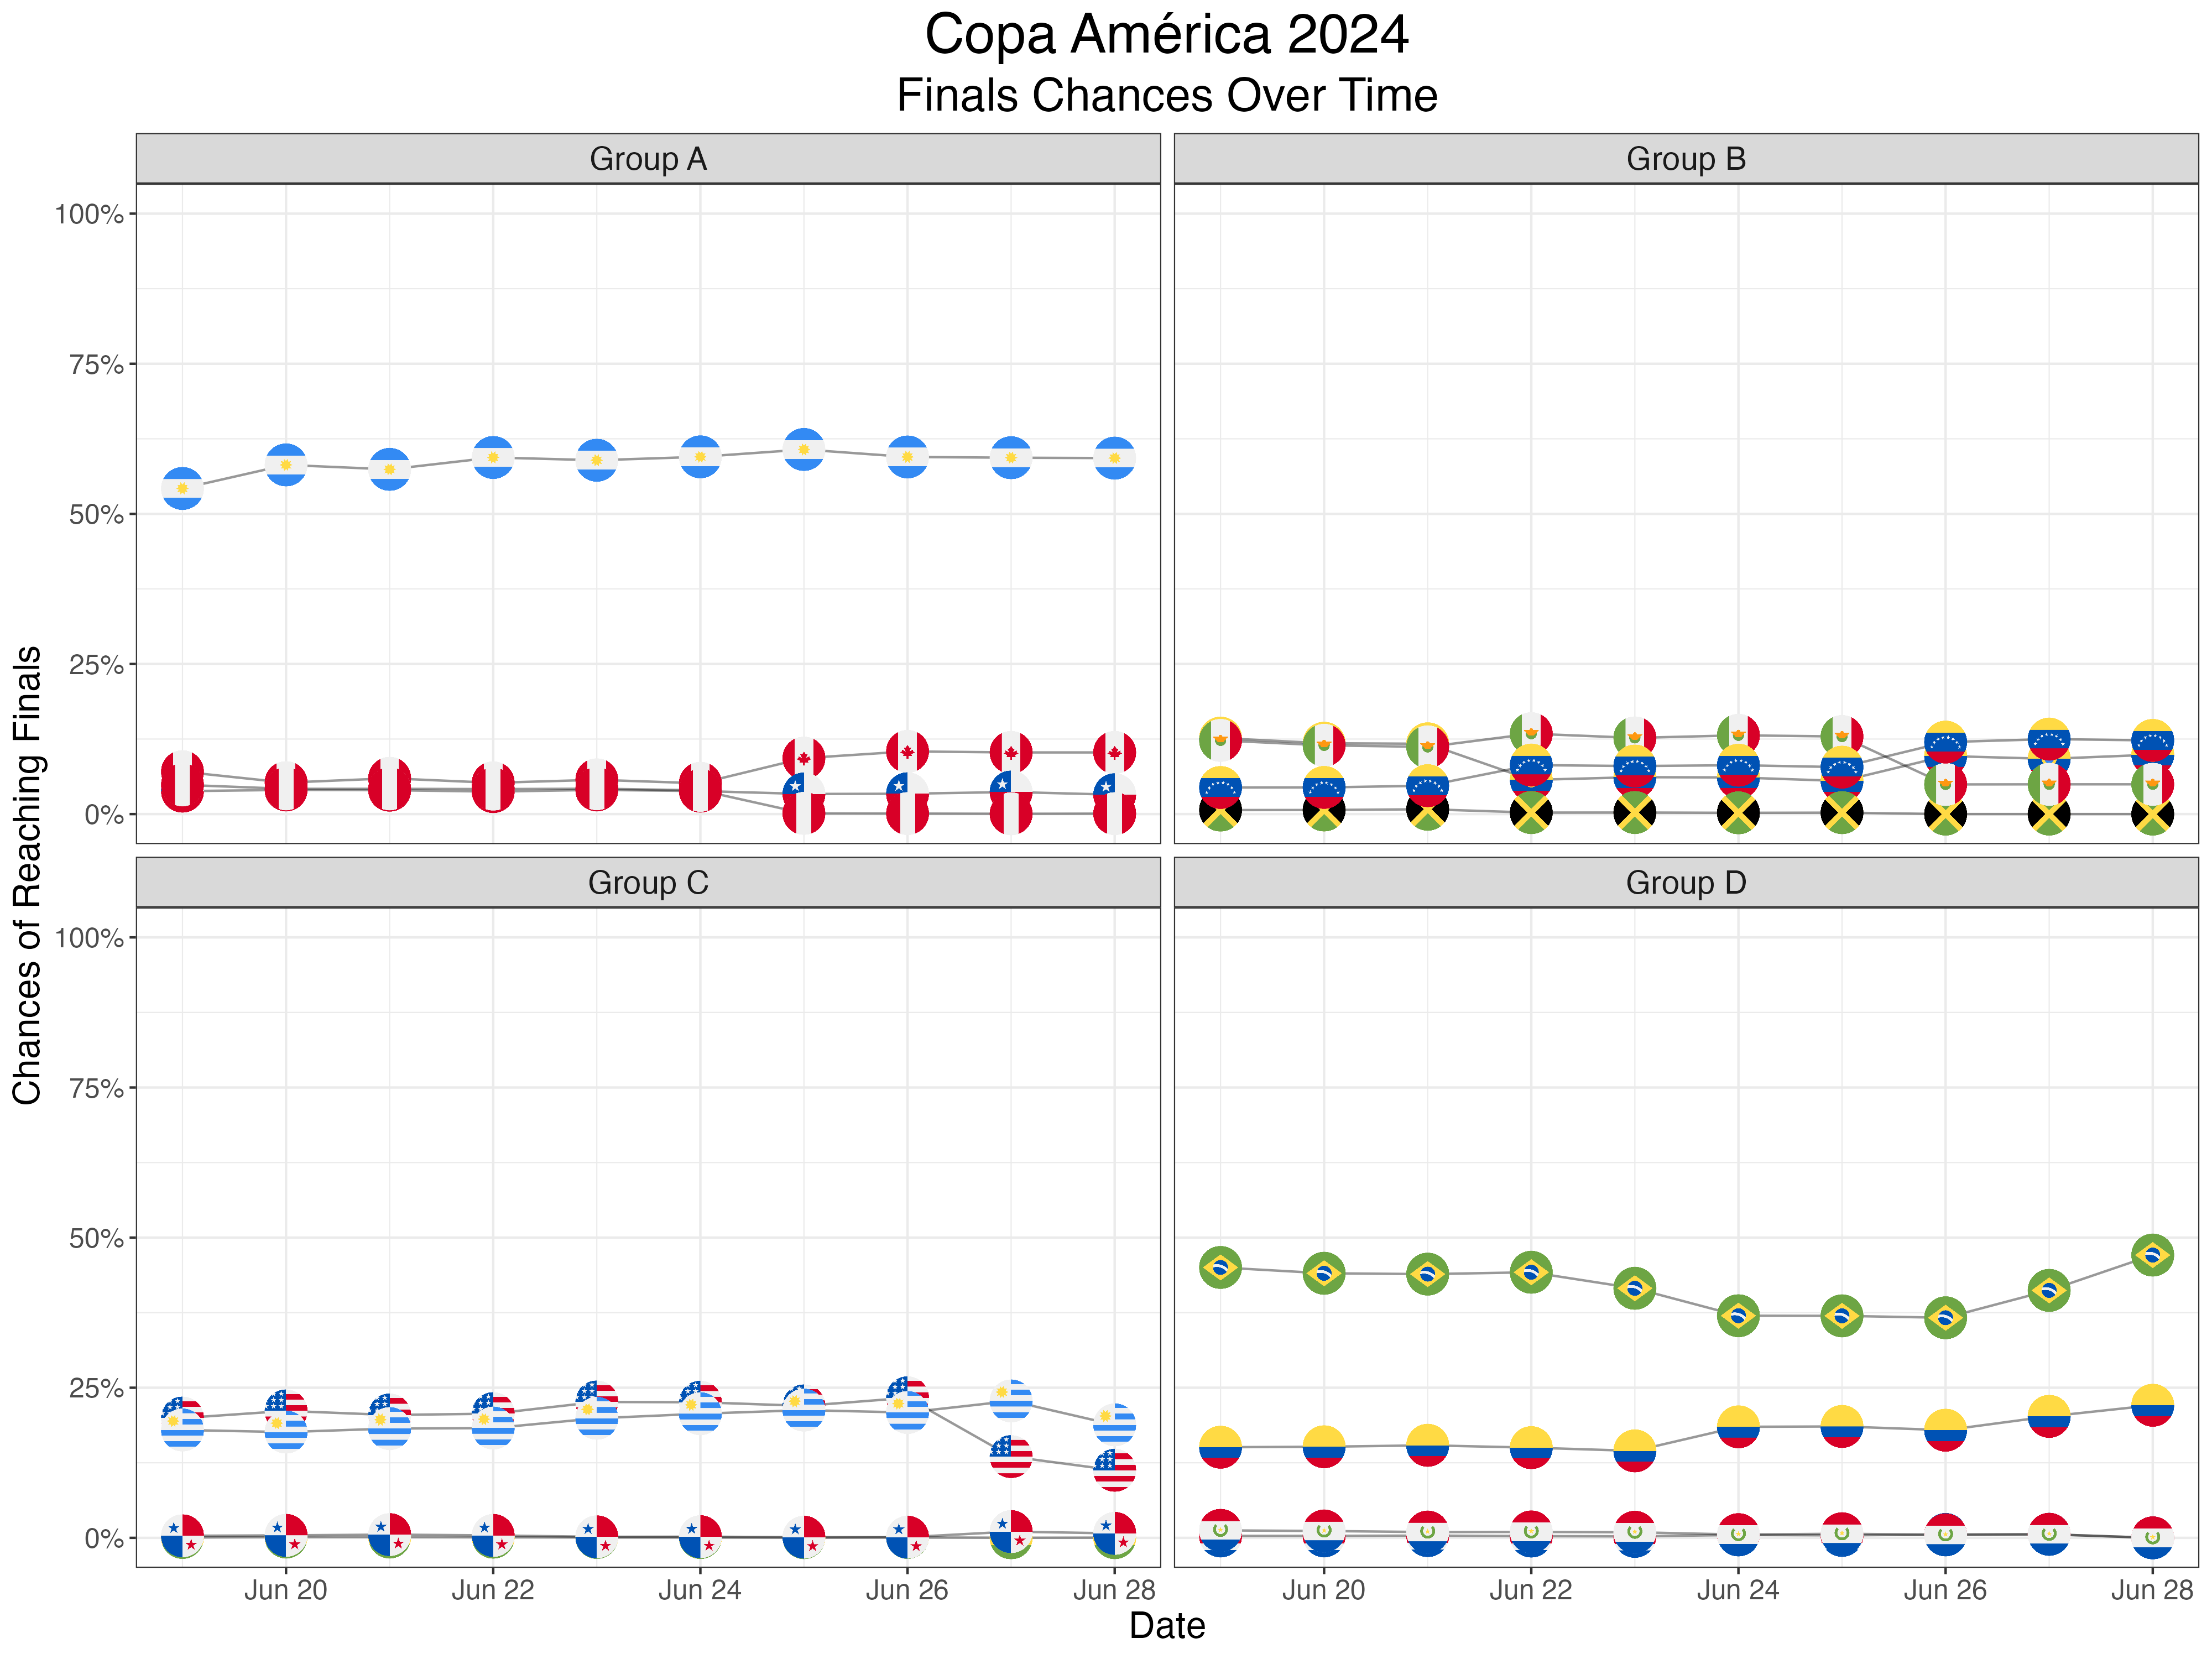 Copa América 2024
Finals Chances Over Time
Group A
Group B
100%
75%
50%
25%
0%
Group C
Group D
100%
75%
50%
25%
0%
Jun 20
Jun 22
Jun 24
Jun 26
Jun 28
Jun 20
Jun 22
Jun 24
Jun 26
Jun 28
Date
Chances of Reaching Finals